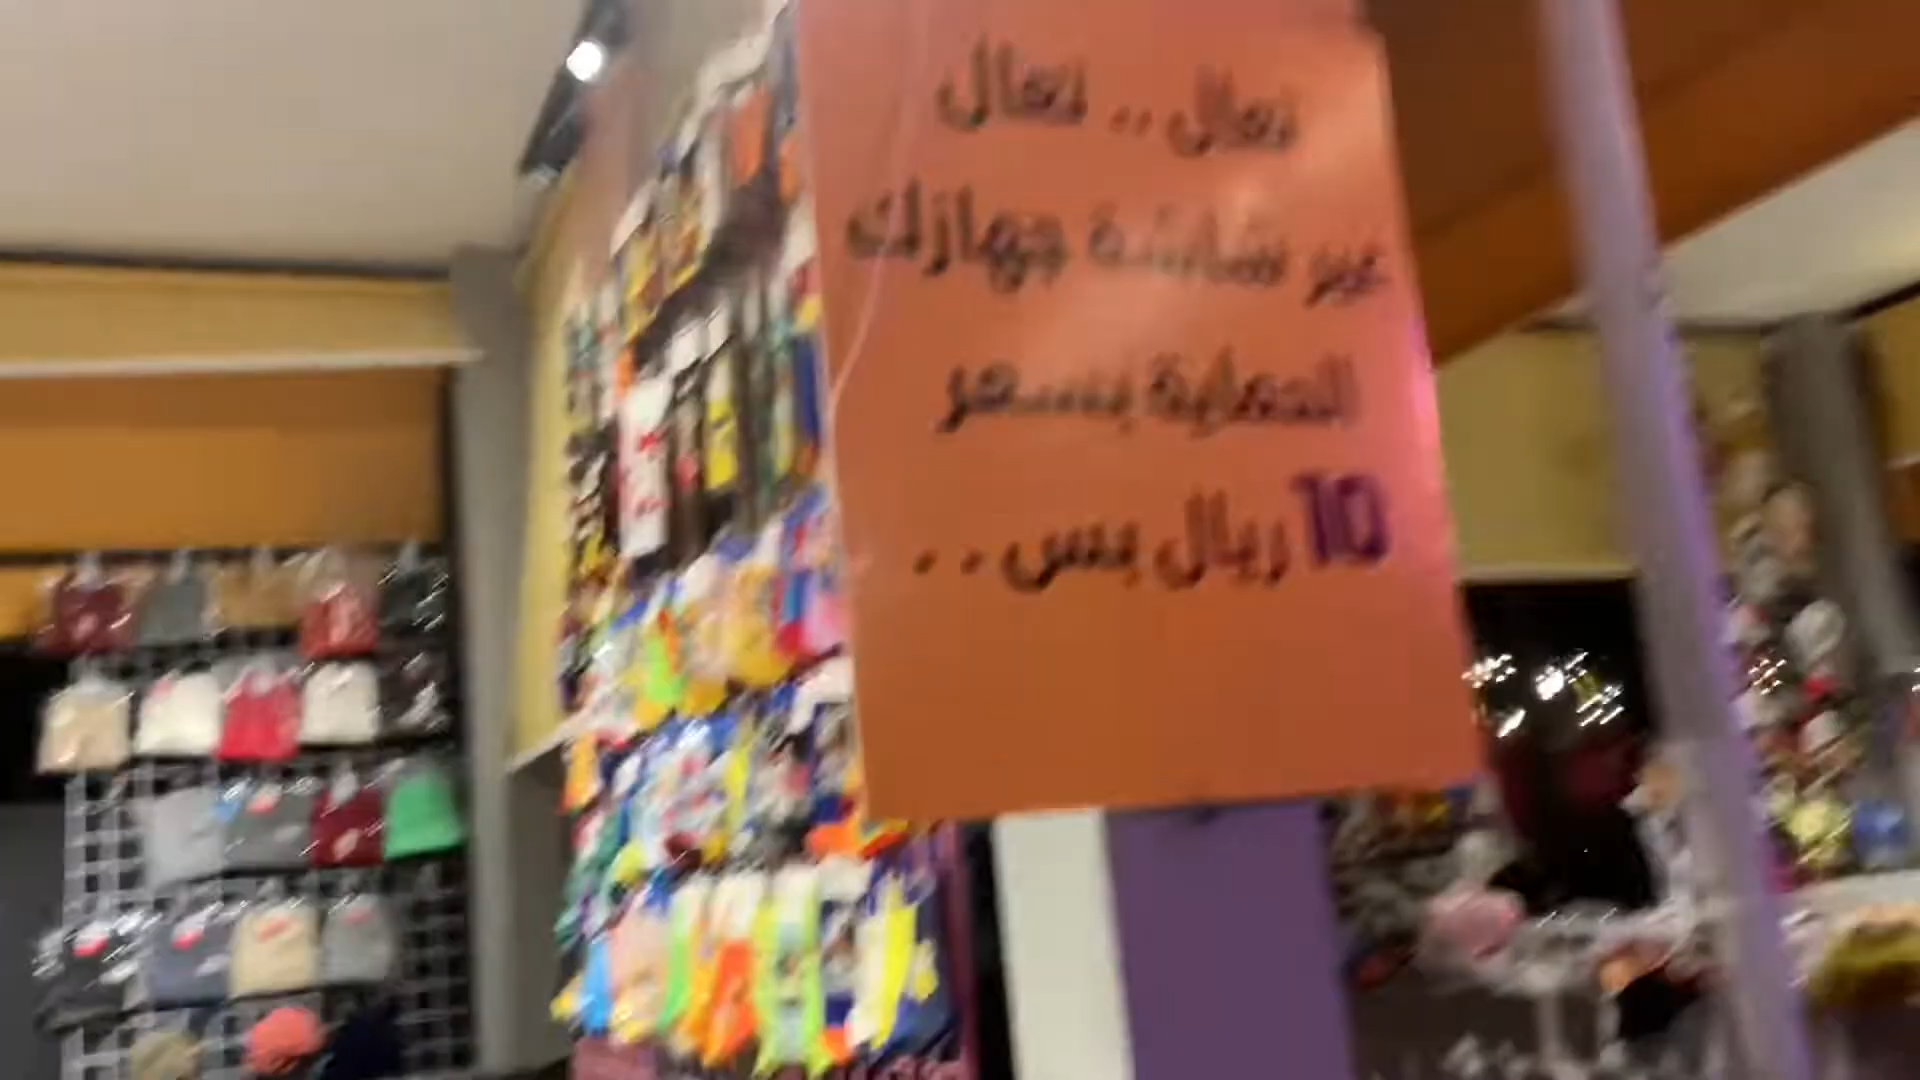 تعال .. تعال
غير شاشة جهازك
الحماية بسعر
10 ريال بس ..